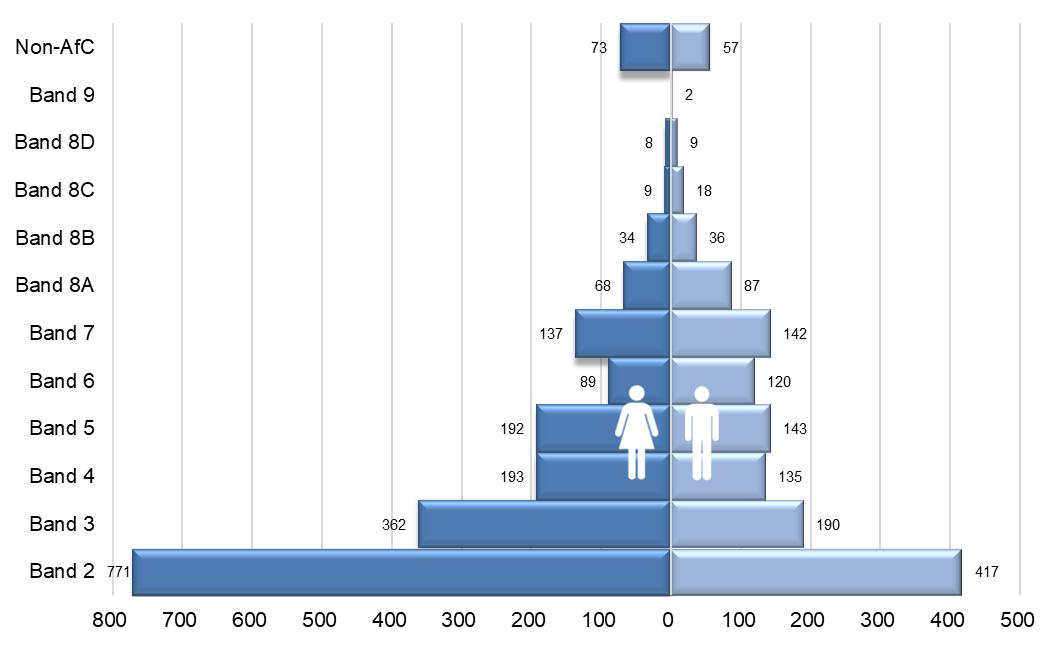 Non-AfC 73 57
Band 9 2
Band 8D 8 9
Band 8C 9 18
Band 8B 34 36
Band 8A 68 87
Band 7 137 142
Band 6 89 120
Band 5 192 143
Band 4 193 135
Band 3 362 190
Band 2 771 417
800 700 600 500 400 300 200 100 0 100 200 300 400 500